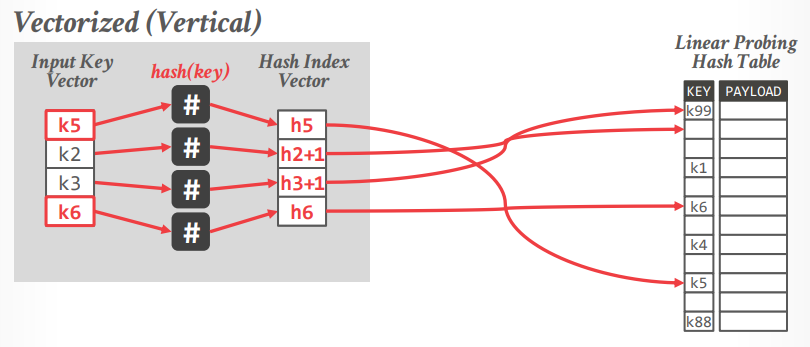 Vectorized (Vertical)
Input Key
Vector
hash(key)
Hash Index
Vector
k5
k2
k3
k6
#
#
#
#
h5
h2+1
h3+1
h6
Linear Probing
Hash Table
KEY PAYLOAD
k99
k1
k6
k4
k5
k88